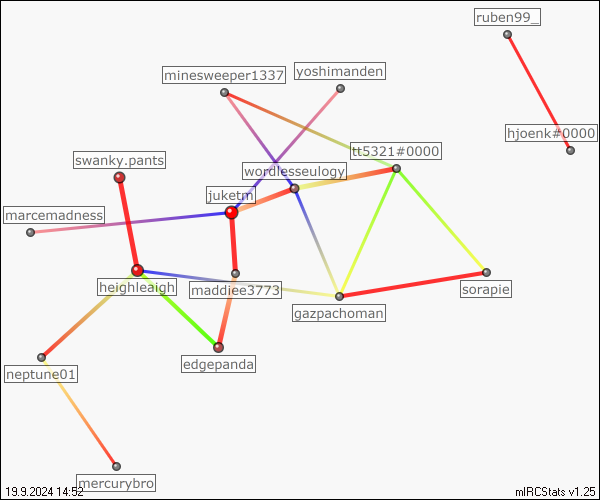 ruben99_
yoshimanden
minesweeper1337
hjoenk#0000
tt5321#0000
swanky.pants
wordlesseulogy
juketm
marcemadness
heighleaigh
maddiee3773
sorapie
gazpachoman
edgepanda
neptune01
mercurybro
19.9.2024 14:52
mIRCStats v1.25